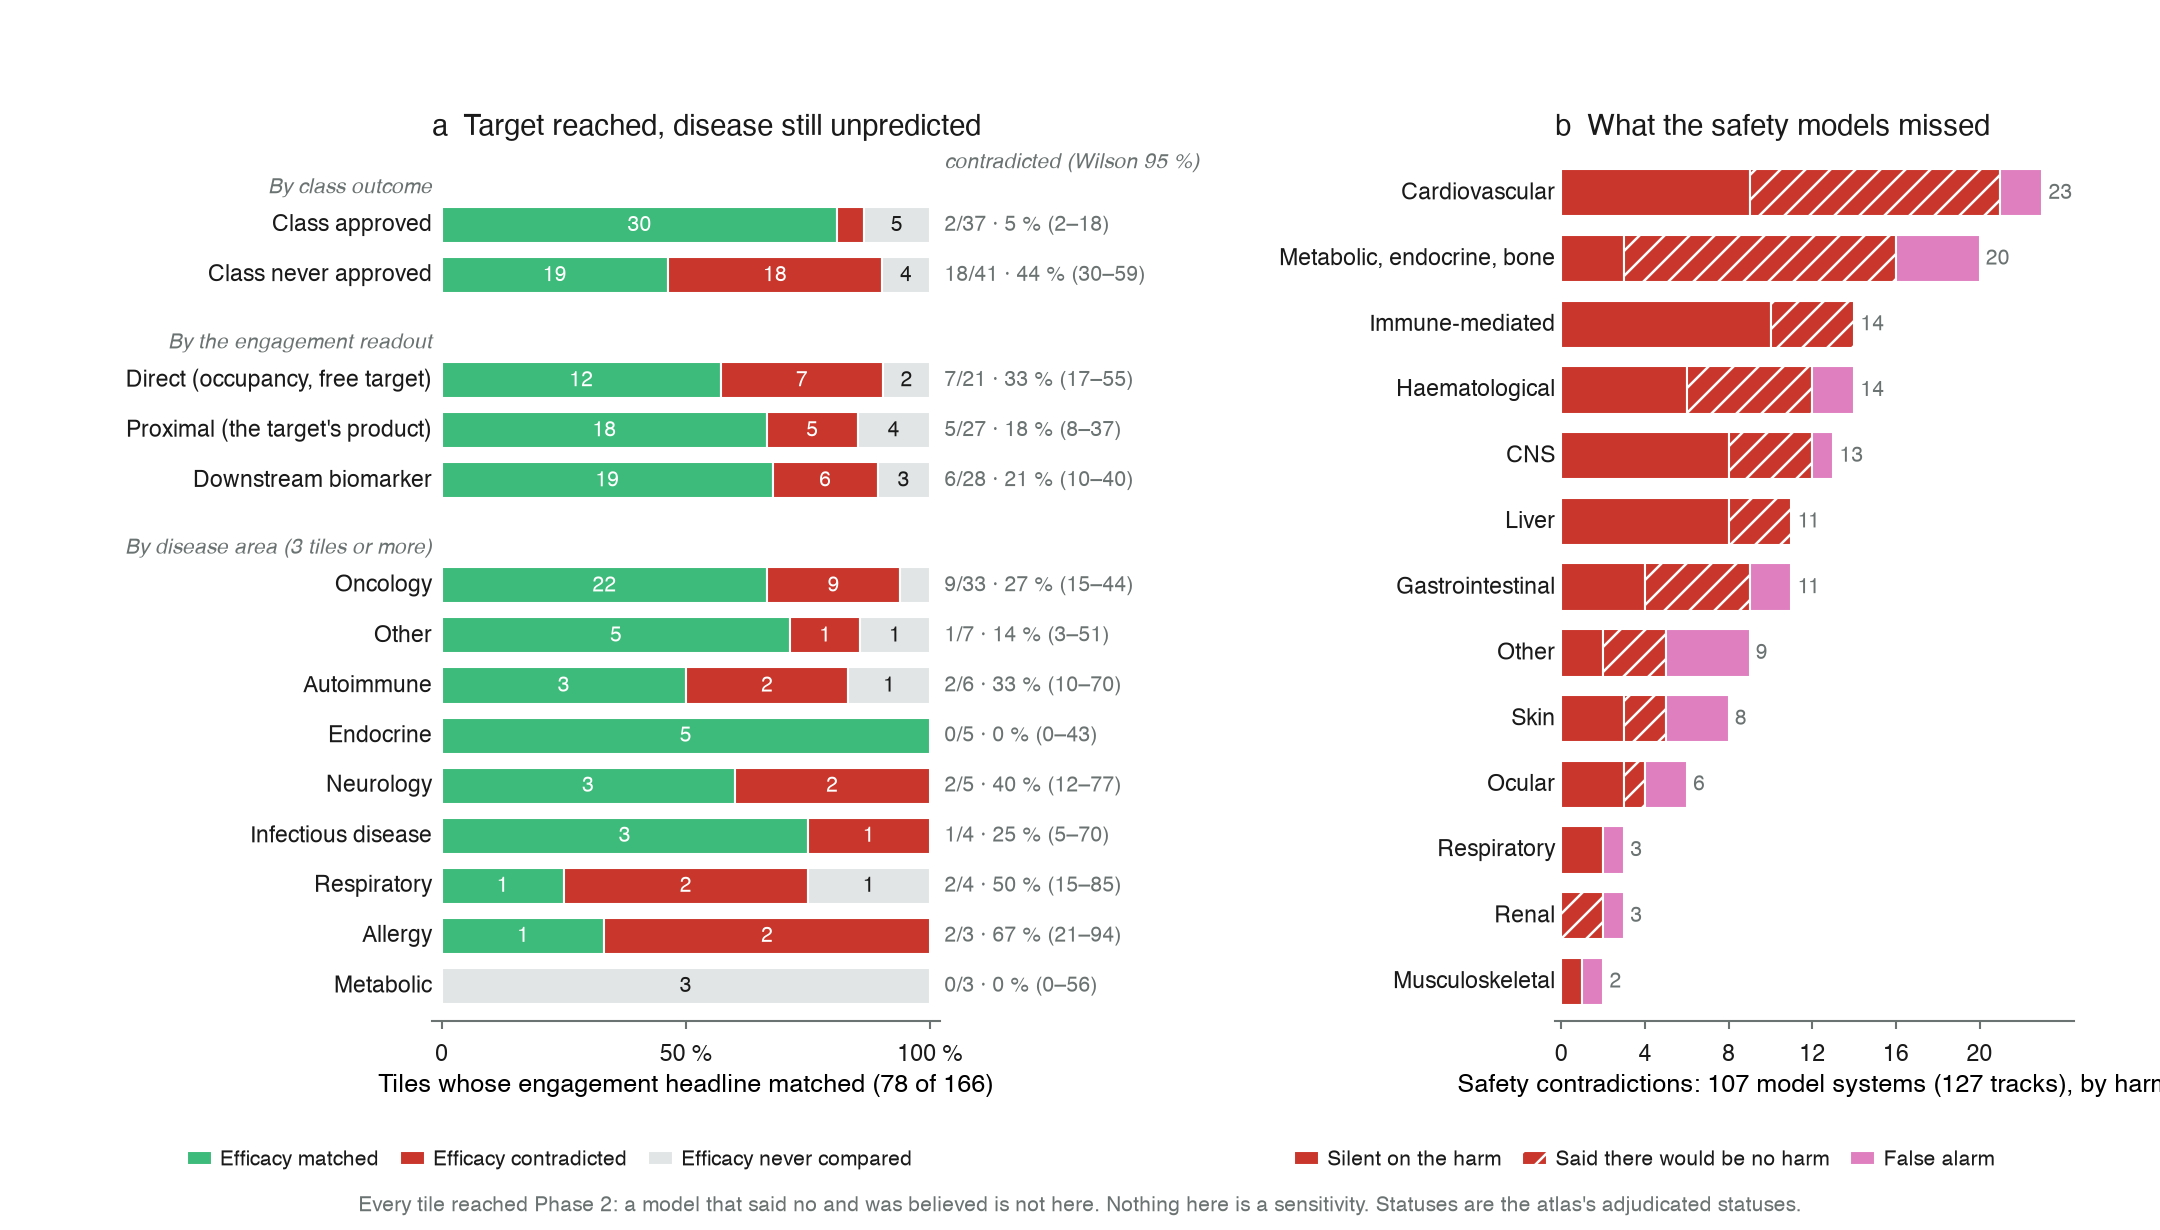 a Target reached, disease still unpredicted
contradicted (Wilson 95 %)
By class outcome
Class approved 30 5 2/37 · 5 % (2–18)
Class never approved 19 18 4 18/41 · 44 % (30–59)
By the engagement readout
Direct (occupancy, free target) 12 7 2 7/21 · 33 % (17–55)
Proximal (the target's product) 18 5 4 5/27 · 18 % (8–37)
Downstream biomarker 19 6 3 6/28 · 21 % (10–40)
By disease area (3 tiles or more)
Oncology 22 9 9/33 · 27 % (15–44)
Other 5 1 1 1/7 · 14 % (3–51)
Autoimmune 3 2 1 2/6 · 33 % (10–70)
Endocrine 5 0/5 · 0 % (0–43)
Neurology 3 2 2/5 · 40 % (12–77)
Infectious disease 3 1 1/4 · 25 % (5–70)
Respiratory 1 2 1 2/4 · 50 % (15–85)
Allergy 1 2 2/3 · 67 % (21–94)
Metabolic 3 0/3 · 0 % (0–56)
0 50 % 100 %
Tiles whose engagement headline matched (78 of 166)
Efficacy matched Efficacy contradicted Efficacy never compared
b What the safety models missed
Cardiovascular 23
Metabolic, endocrine, bone 20
Immune-mediated 14
Haematological 14
CNS 13
Liver 11
Gastrointestinal 11
Other 9
Skin 8
Ocular 6
Respiratory 3
Renal 3
Musculoskeletal 2
0 4 8 12 16 20
Safety contradictions: 107 model systems (127 tracks), by
Silent on the harm Said there would be no harm False alarm
Every tile reached Phase 2: a model that said no and was believed is not here. Nothing here is a sensitivity. Statuses are the atlas's adjudicated statuses.